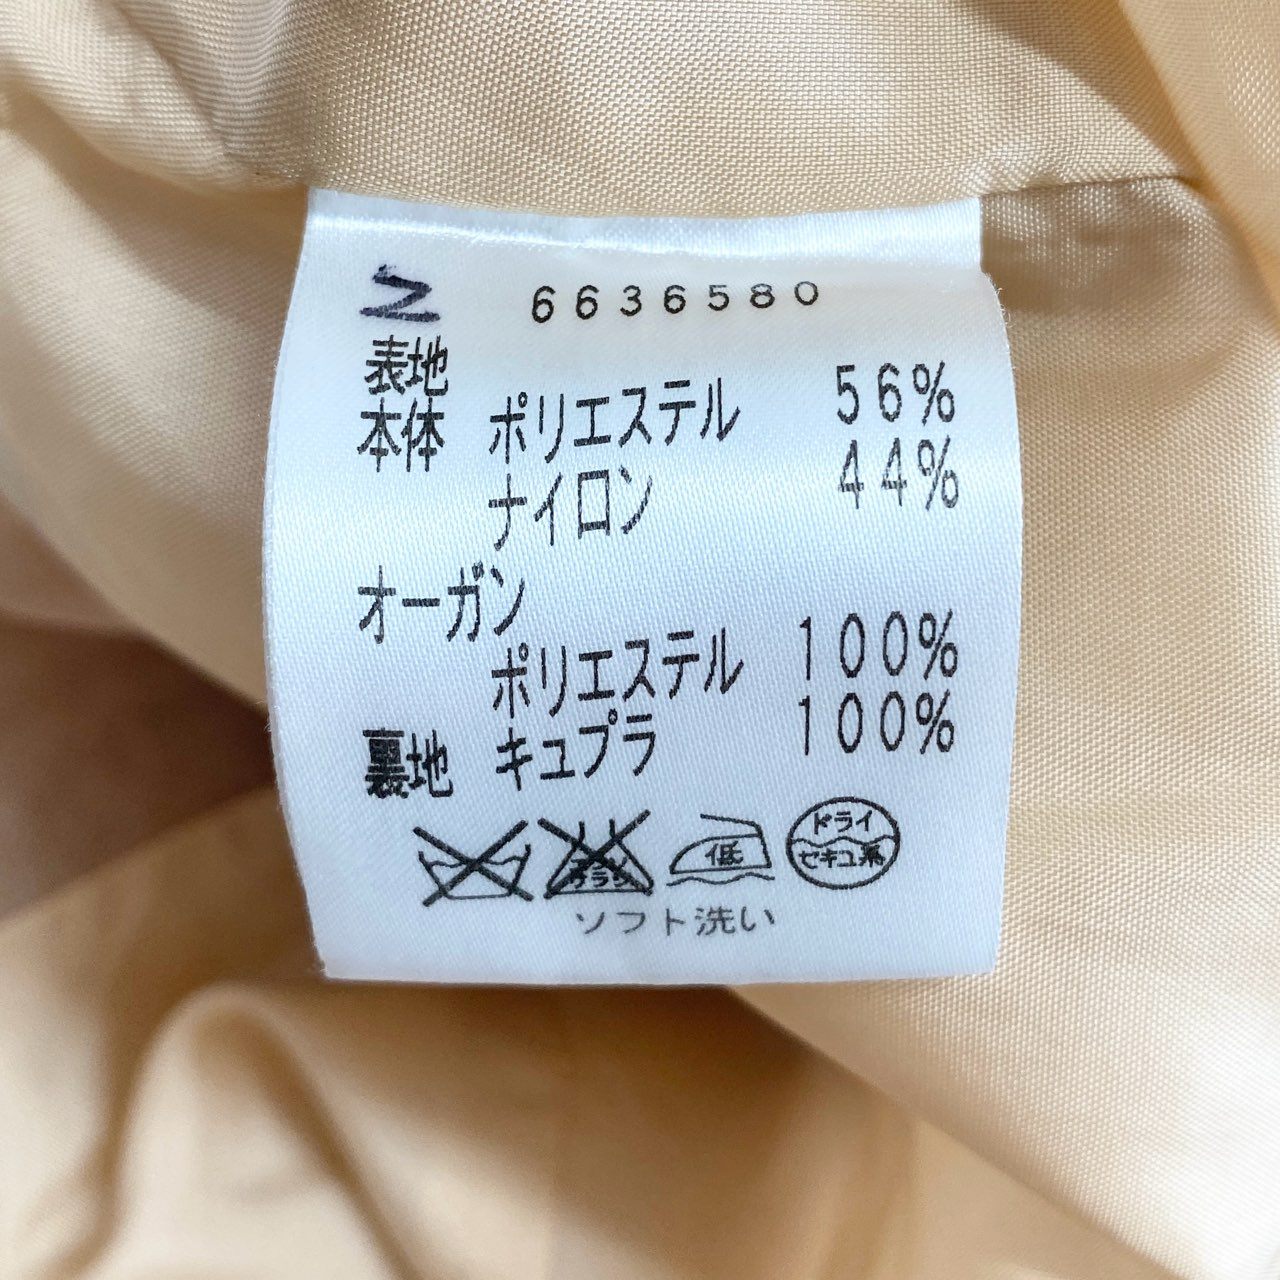 6636580
表地
本体 ポリエステル 56%
ナイロン 44%
オーガン
ポリエステル 100%
裏地 キュプラ 100%
低
ドライ
セキユ系
ソフト洗い